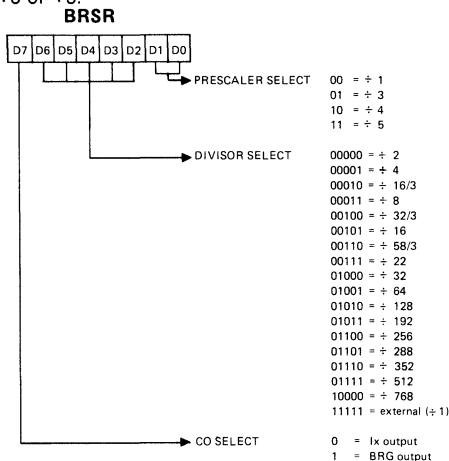 BRSR
D7 D6 D5 D4 D3 D2 D1 D0
PRESCALER SELECT 00 = ÷ 1
01 = ÷ 3
10 = ÷ 4
11 = ÷ 5
DIVISOR SELECT 00000 = ÷ 2
00001 = ÷ 4
00010 = ÷ 16/3
00011 = ÷ 8
00100 = ÷ 32/3
00101 = ÷ 16
00110 = ÷ 58/3
00111 = ÷ 22
01000 = ÷ 32
01001 = ÷ 64
01010 = ÷ 128
01011 = ÷ 192
01100 = ÷ 256
01101 = ÷ 288
01110 = ÷ 352
01111 = ÷ 512
10000 = ÷ 768
11111 = external (÷ 1)
CO SELECT 0 = Ix output
1 = BRG output